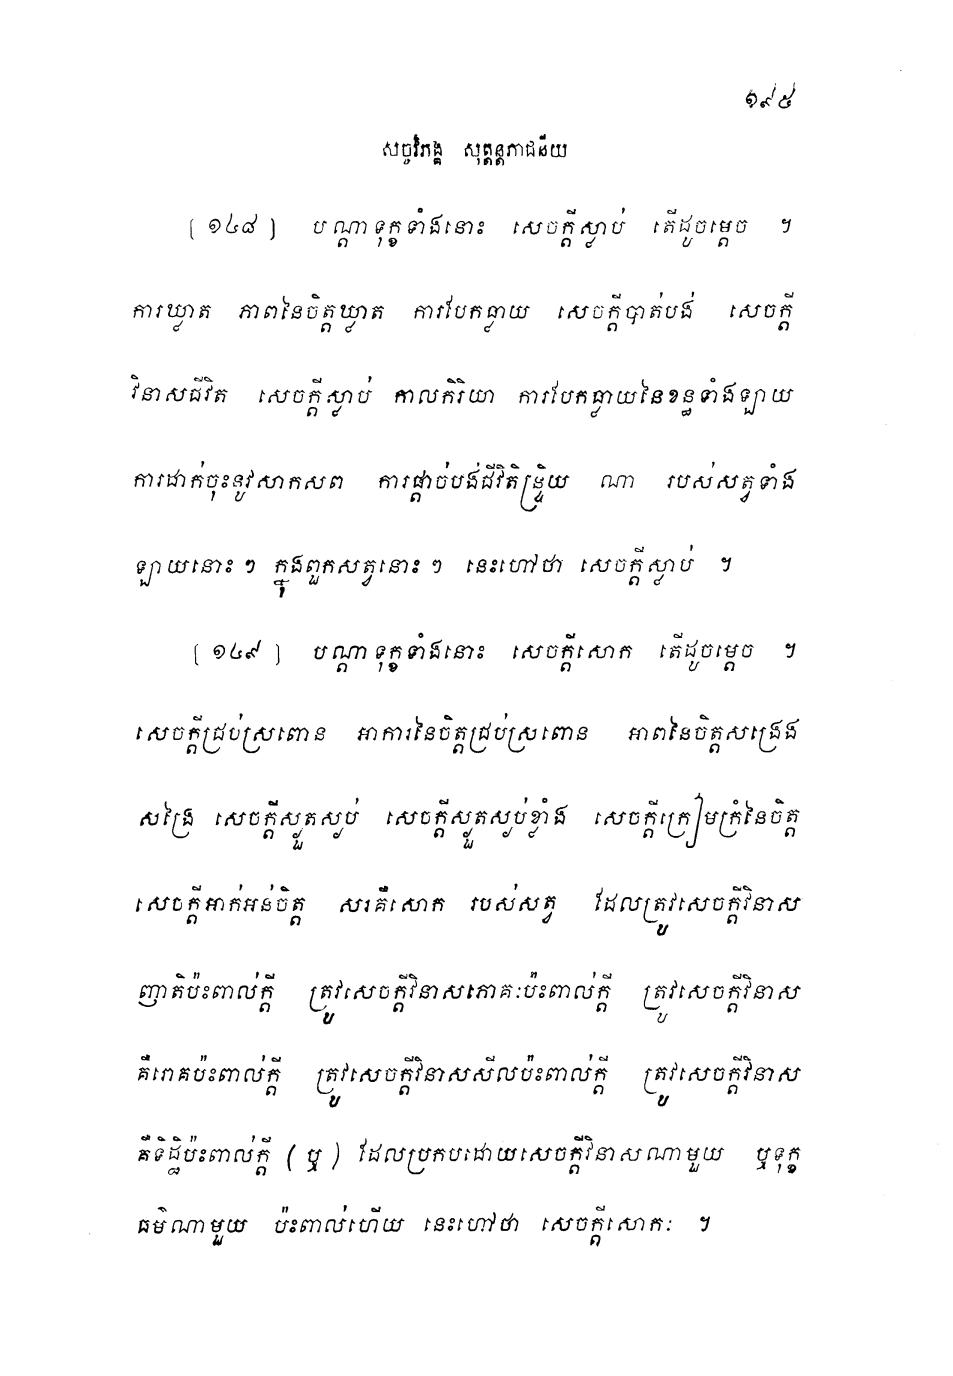 ១៩៥
សច្ចវិភង្គ សុត្តន្តភាជនីយ
[ ១៤៨ ] បណ្តាទុក្ខទាំងនោះ សេចក្តីស្លាប់ តើដូចម្តេច ។
ការឃ្លាត ភាពនៃចិត្តឃ្លាត ការបែកធ្លាយ សេចក្តីបាត់បង់ សេចក្តី
វិនាសជីវិត សេចក្តីស្លាប់ កាលកិរិយា ការបែកធ្លាយនៃខន្ធទាំងឡាយ
ការដាក់ចុះនូវសាកសព ការផ្តាច់បង់ជីវិតិន្ទ្រិយ ណា របស់សត្វទាំង
ឡាយនោះ ៗ ក្នុងពួកសត្វនោះ ៗ នេះហៅថា សេចក្តីស្លាប់ ។
[ ១៤៩ ] បណ្តាទុក្ខទាំងនោះ សេចក្តីសោក តើដូចម្តេច ។
សេចក្តីជ្រប់ស្រពោន អាការនៃចិត្តជ្រប់ស្រពោន ភាពនៃចិត្តសង្រេង
សង្រៃ សេចក្តីស្ងួតស្ងប់ សេចក្តីស្ងួតស្ងប់ខ្លាំង សេចក្តីក្រៀមក្រំនៃចិត្ត
សេចក្តីអាក់អន់ចិត្ត សរគឺសោក របស់សត្វ ដែលត្រូវសេចក្តីវិនាស
ញាតិប៉ះពាល់ក្តី ត្រូវសេចក្តីវិនាសភោគៈប៉ះពាល់ក្តី ត្រូវសេចក្តីវិនាស
គឺរោគប៉ះពាល់ក្តី ត្រូវសេចក្តីវិនាសសីលប៉ះពាល់ក្តី ត្រូវសេចក្តីវិនាស
គឺទិដ្ឋិប៉ះពាល់ក្តី ( ឬ ) ដែលប្រកបដោយសេចក្តីវិនាសណាមួយ ឬទុក្ខ
ធម៌ណាមួយ ប៉ះពាល់ហើយ នេះហៅថា សេចក្តីសោកៈ ។